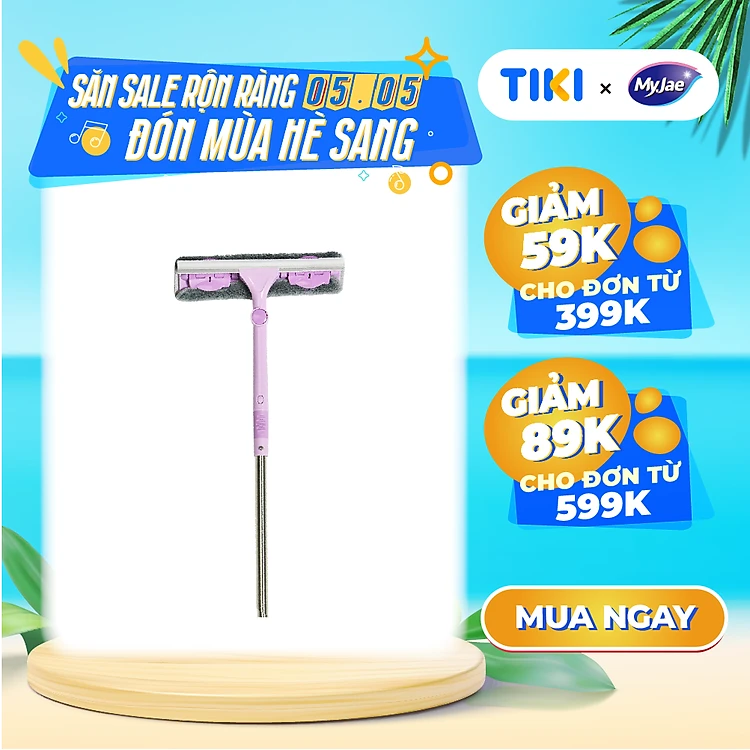 SĂN SALE RỘN RÀNG 05.05
ĐÓN MÙA HÈ SANG
TIKI × MyJae
GIẢM
59K
CHO ĐƠN TỪ
399K
GIẢM
89K
CHO ĐƠN TỪ
599K
MUA NGAY